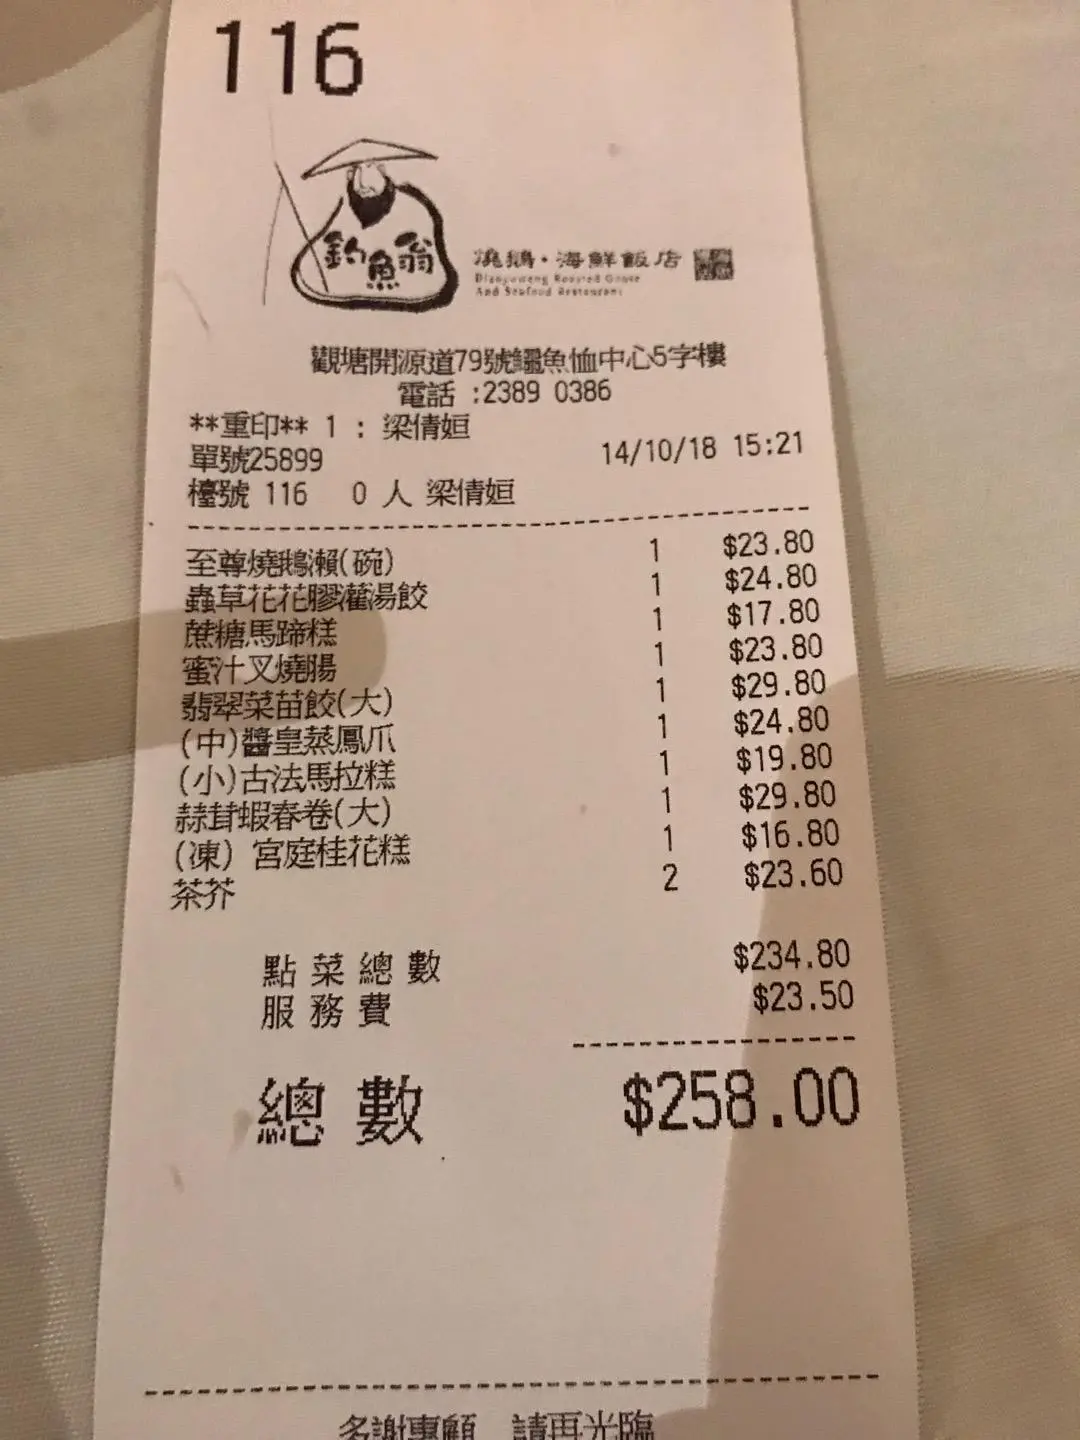 116
釣魚翁
燒鵝·海鮮飯店
Diaoyuweng Roasted Goose
And Seafood Restaurant
觀塘開源道79號鱷魚恤中心5字樓
電話 :2389 0386
**重印** 1 : 梁倩姮
單號25899 14/10/18 15:21
檯號 116 0 人 梁倩姮
至尊燒鵝瀨(碗) 1 $23.80
蟲草花花膠灌湯餃 1 $24.80
蔗糖馬蹄糕 1 $17.80
蜜汁叉燒腸 1 $23.80
翡翠菜苗餃(大) 1 $29.80
(中)醬皇蒸鳳爪 1 $24.80
(小)古法馬拉糕 1 $19.80
蒜茸蝦春卷(大) 1 $29.80
(凍) 宮庭桂花糕 1 $16.80
茶芥 2 $23.60
點菜總數 $234.80
服務費 $23.50
總數 $258.00
多謝惠顧 請再光臨